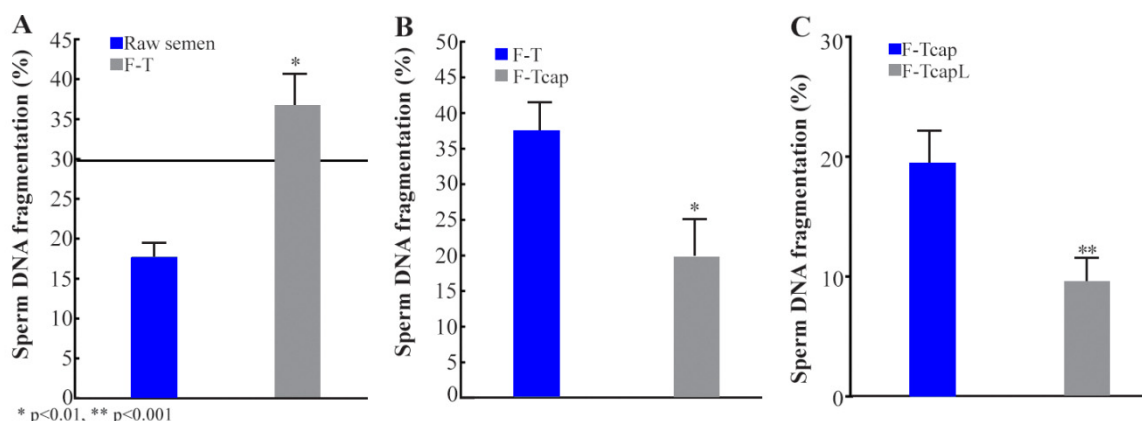 A
Sperm DNA fragmentation (%)
45
40
35
30
25
20
15
10
5
0
Raw semen
F-T
*
B
Sperm DNA fragmentation (%)
50
45
40
35
30
25
20
15
10
5
0
F-T
F-Tcap
*
C
Sperm DNA fragmentation (%)
30
20
10
0
F-Tcap
F-TcapL
**
* p<0.01, ** p<0.001